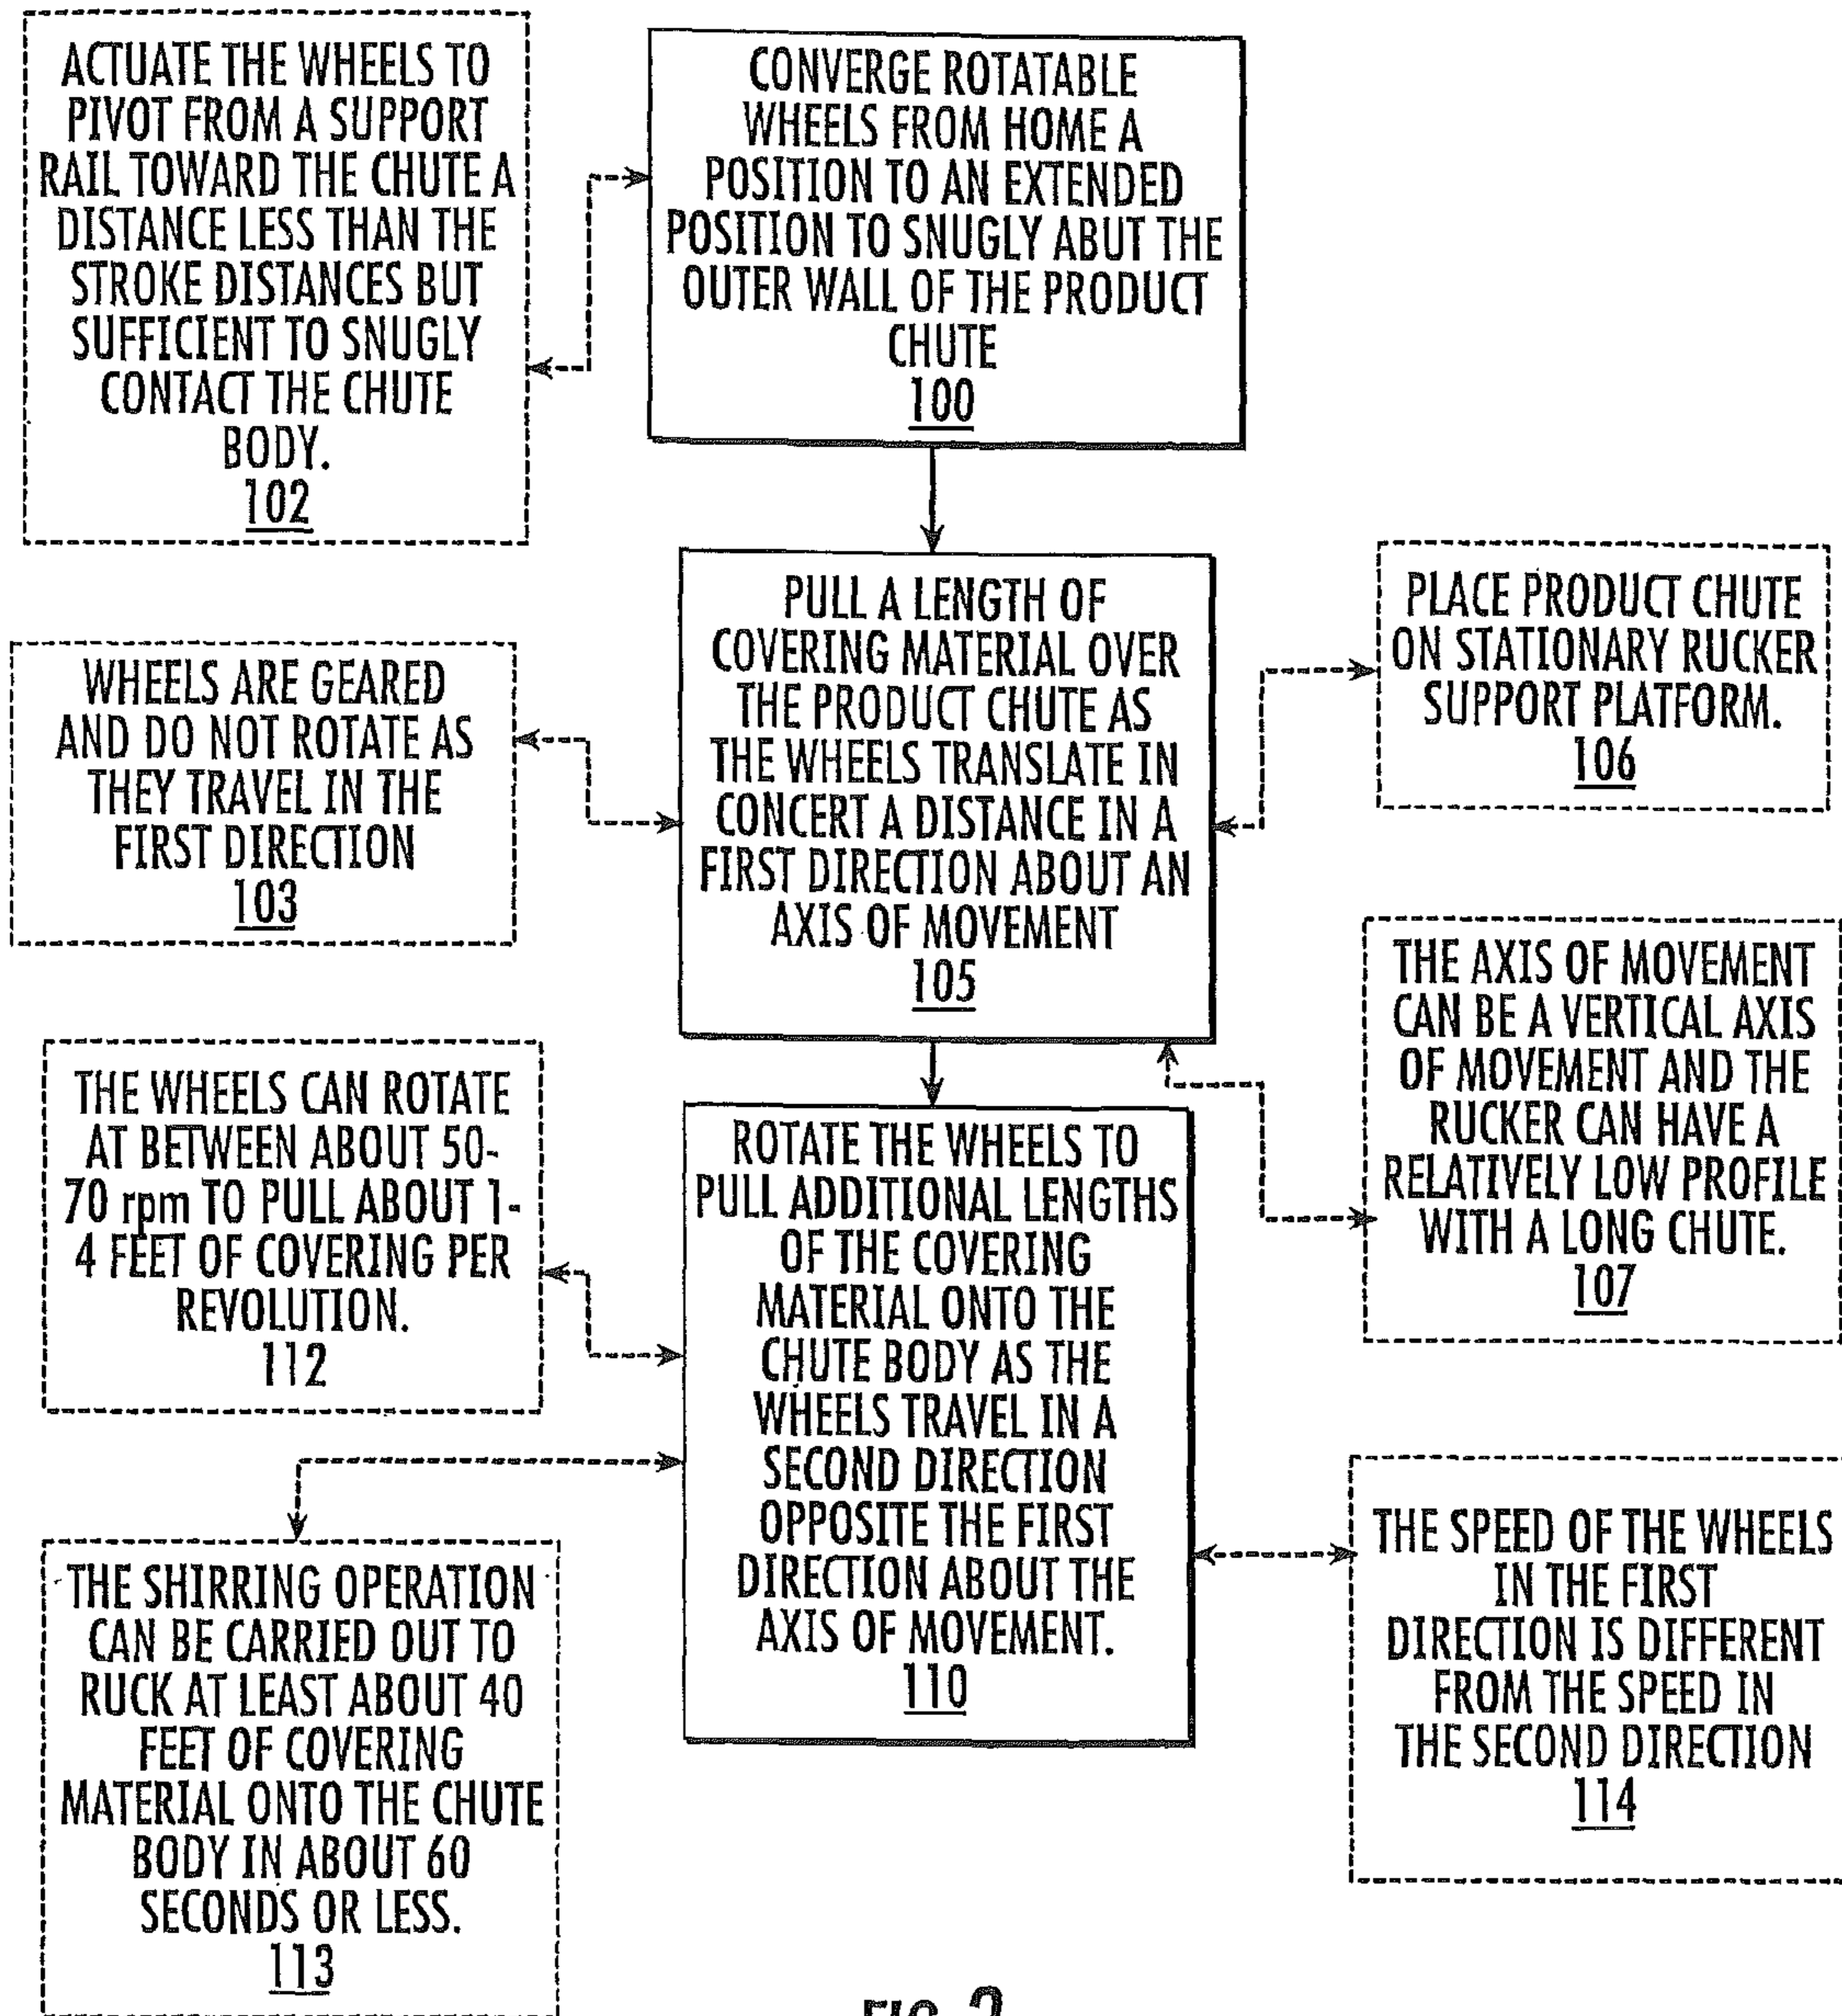 ACTUATE THE WHEELS TO
PIVOT FROM A SUPPORT
RAIL TOWARD THE CHUTE A
DISTANCE LESS THAN THE
STROKE DISTANCES BUT
SUFFICIENT TO SNUGLY
CONTACT THE CHUTE
BODY.
102
CONVERGE ROTATABLE
WHEELS FROM HOME A
POSITION TO AN EXTENDED
POSITION TO SNUGLY ABUT THE
OUTER WALL OF THE PRODUCT
CHUTE
100
WHEELS ARE GEARED
AND DO NOT ROTATE AS
THEY TRAVEL IN THE
FIRST DIRECTION
103
PULL A LENGTH OF
COVERING MATERIAL OVER
THE PRODUCT CHUTE AS
THE WHEELS TRANSLATE IN
CONCERT A DISTANCE IN A
FIRST DIRECTION ABOUT AN
AXIS OF MOVEMENT
105
PLACE PRODUCT CHUTE
ON STATIONARY RUCKER
SUPPORT PLATFORM.
106
THE AXIS OF MOVEMENT
CAN BE A VERTICAL AXIS
OF MOVEMENT AND THE
RUCKER CAN HAVE A
RELATIVELY LOW PROFILE
WITH A LONG CHUTE.
107
THE WHEELS CAN ROTATE
AT BETWEEN ABOUT 50-
70 rpm TO PULL ABOUT 1-
4 FEET OF COVERING PER
REVOLUTION.
112
ROTATE THE WHEELS TO
PULL ADDITIONAL LENGTHS
OF THE COVERING
MATERIAL ONTO THE
CHUTE BODY AS THE
WHEELS TRAVEL IN A
SECOND DIRECTION
OPPOSITE THE FIRST
DIRECTION ABOUT THE
AXIS OF MOVEMENT.
110
THE SHIRRING OPERATION
CAN BE CARRIED OUT TO
RUCK AT LEAST ABOUT 40
FEET OF COVERING
MATERIAL ONTO THE CHUTE
BODY IN ABOUT 60
SECONDS OR LESS.
113
THE SPEED OF THE WHEELS
IN THE FIRST
DIRECTION IS DIFFERENT
FROM THE SPEED IN
THE SECOND DIRECTION
114